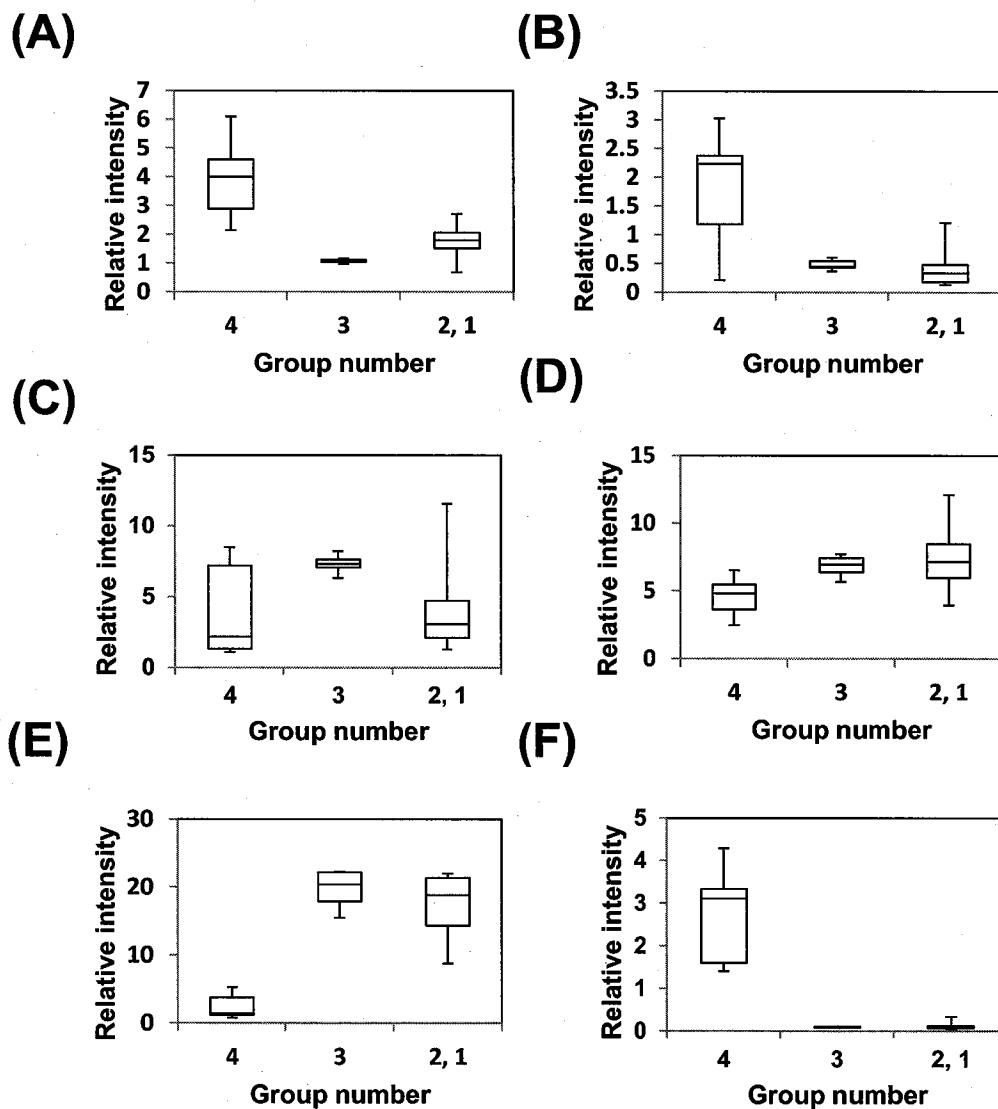 (A)
Relative intensity
7
6
5
4
3
2
1
0
4 3 2, 1
Group number
(B)
Relative intensity
3.5
3
2.5
2
1.5
1
0.5
0
4 3 2, 1
Group number
(C)
Relative intensity
15
10
5
0
4 3 2, 1
Group number
(D)
Relative intensity
15
10
5
0
4 3 2, 1
Group number
(E)
Relative intensity
30
20
10
0
4 3 2, 1
Group number
(F)
Relative intensity
5
4
3
2
1
0
4 3 2, 1
Group number